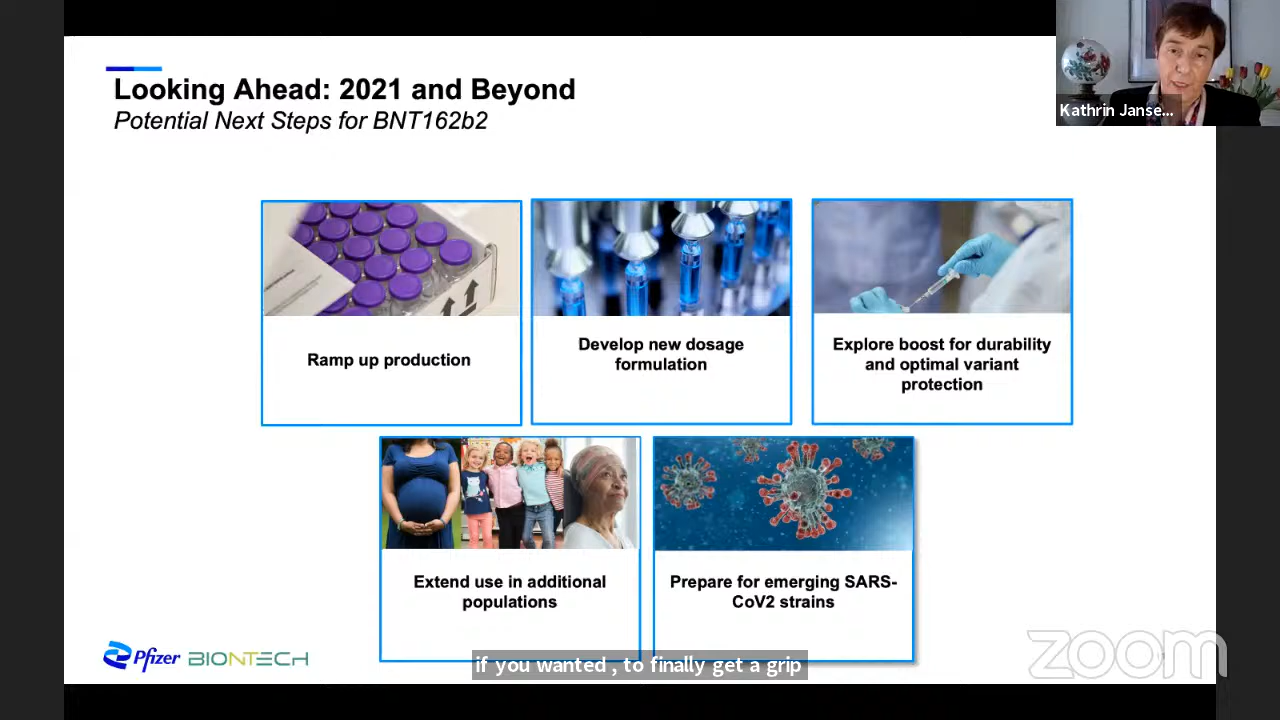 Looking Ahead: 2021 and Beyond
Potential Next Steps for BNT162b2
Kathrin Janse...
Ramp up production
Develop new dosage
formulation
Explore boost for durability
and optimal variant
protection
Extend use in additional
populations
Prepare for emerging SARS-
CoV2 strains
Pfizer BIONTECH
zoom
if you wanted , to finally get a grip